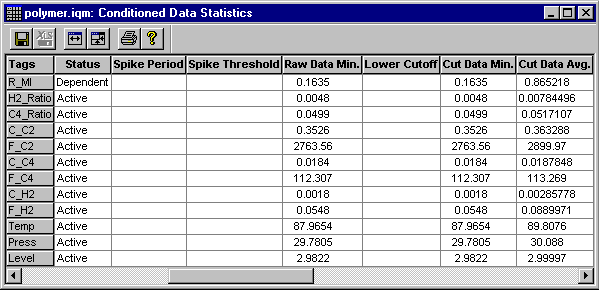 polymer.iqm: Conditioned Data Statistics
XLS ?
Tags Status Spike Period Spike Threshold Raw Data Min. Lower Cutoff Cut Data Min. Cut Data Avg.
R_MI Dependent 0.1635 0.1635 0.865218
H2_Ratio Active 0.0048 0.0048 0.00784496
C4_Ratio Active 0.0499 0.0499 0.0517107
C_C2 Active 0.3526 0.3526 0.363288
F_C2 Active 2763.56 2763.56 2899.97
C_C4 Active 0.0184 0.0184 0.0187848
F_C4 Active 112.307 112.307 113.269
C_H2 Active 0.0018 0.0018 0.00285778
F_H2 Active 0.0548 0.0548 0.0889971
Temp Active 87.9654 87.9654 89.8076
Press Active 29.7805 29.7805 30.088
Level Active 2.9822 2.9822 2.99997